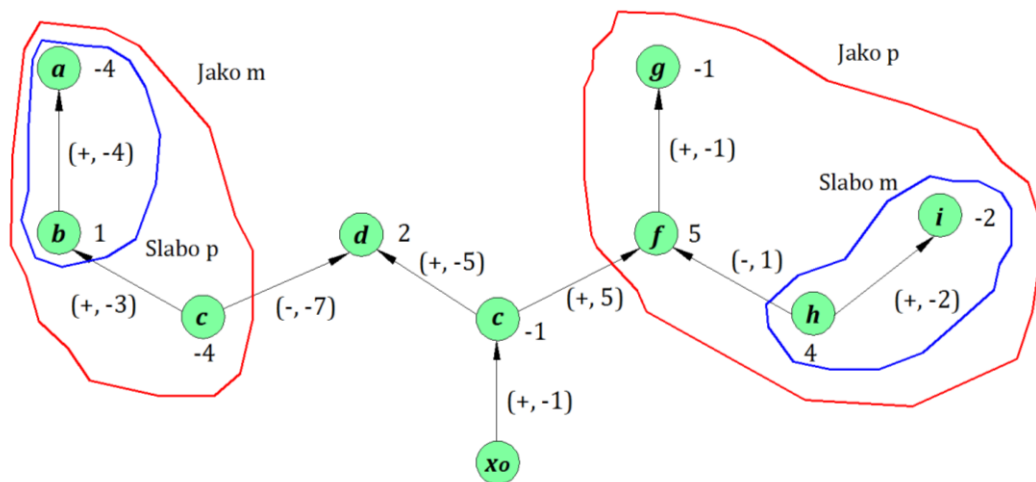 Jako m
Jako p
a -4
g -1
(+, -4)
(+, -1)
Slabo m
i -2
b 1
Slabo p
d 2
f 5
(+, -5)
(-, 1)
(+, -3)
(-, -7)
(+, 5)
(+, -2)
c
-4
c
-1
h
4
(+, -1)
xo